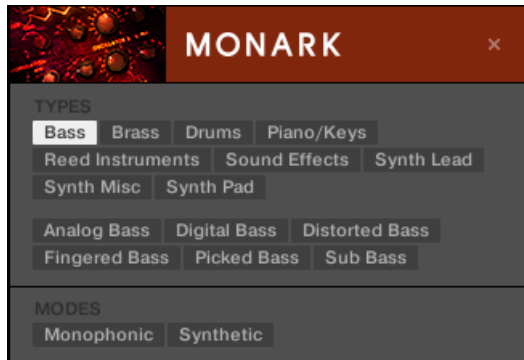 MONARK ×
TYPES
Bass Brass Drums Piano/Keys
Reed Instruments Sound Effects Synth Lead
Synth Misc Synth Pad
Analog Bass Digital Bass Distorted Bass
Fingered Bass Picked Bass Sub Bass
MODES
Monophonic Synthetic